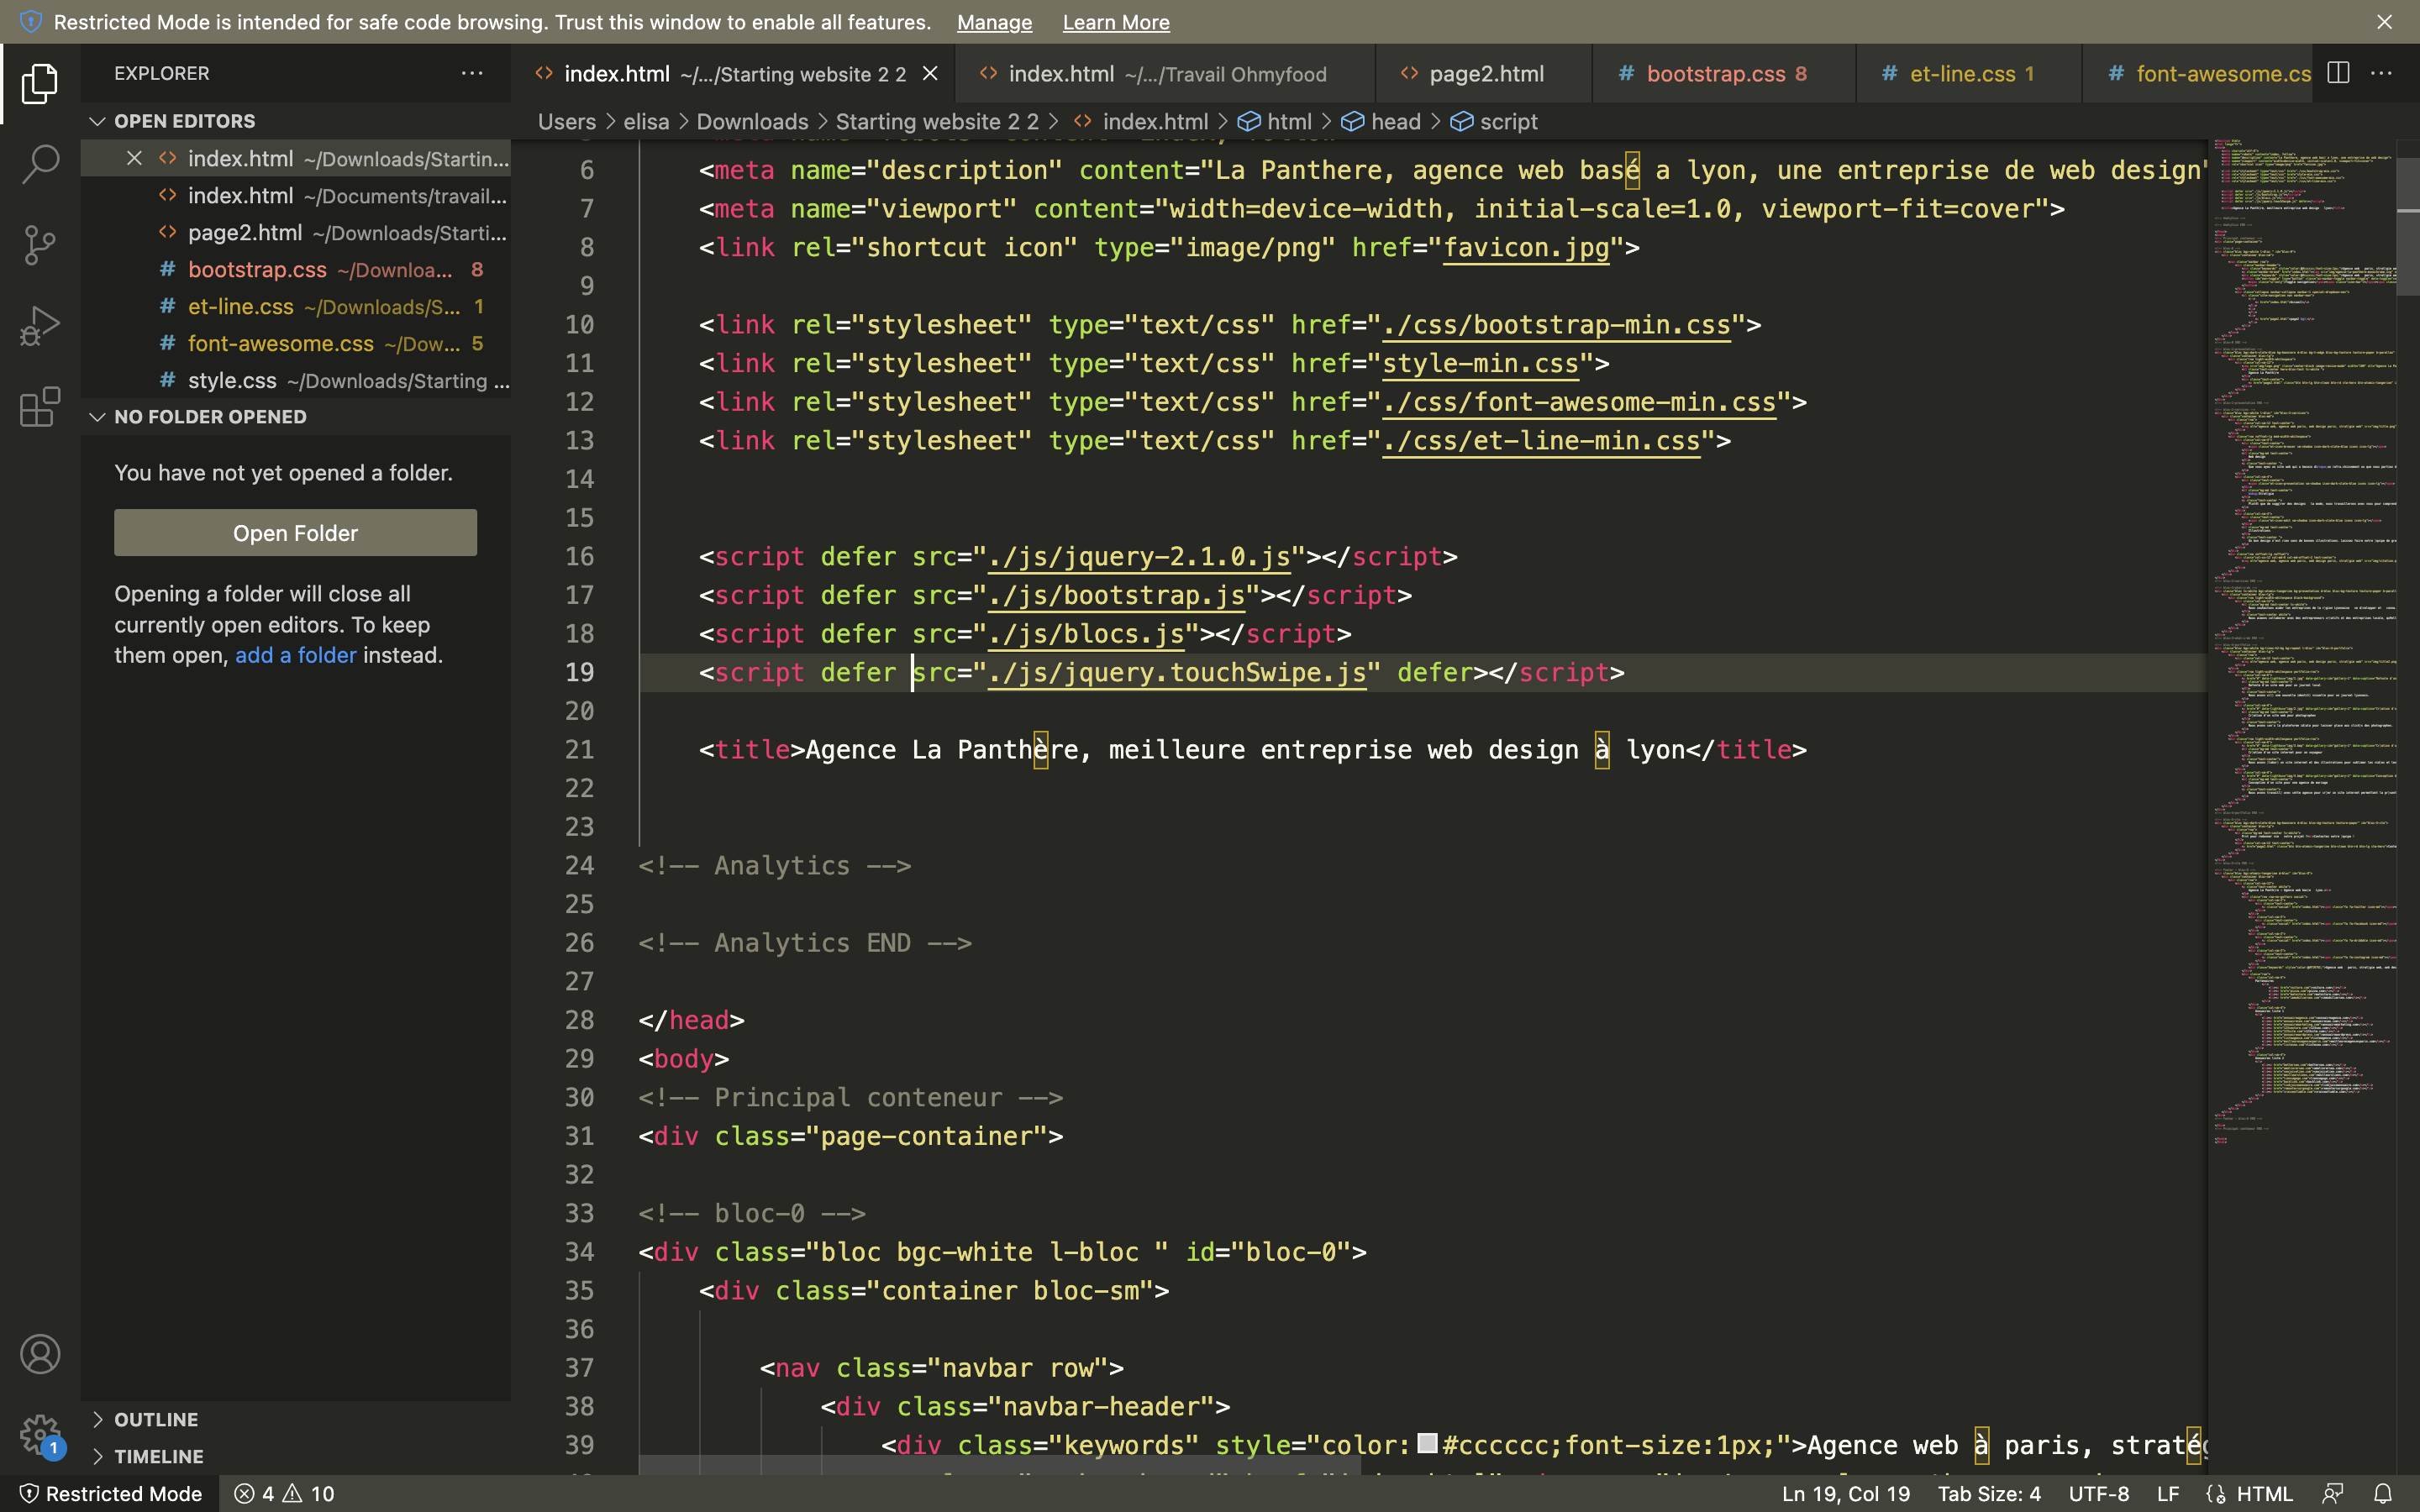 Restricted Mode is intended for safe code browsing. Trust this window to enable all features. Manage Learn More
EXPLORER
OPEN EDITORS
index.html ~/Downloads/Startin...
index.html ~/Documents/travail...
page2.html ~/Downloads/Starti...
# bootstrap.css ~/Downloa... 8
# et-line.css ~/Downloads/S... 1
# font-awesome.css ~/Dow... 5
# style.css ~/Downloads/Starting ...
NO FOLDER OPENED
You have not yet opened a folder.
Open Folder
Opening a folder will close all
currently open editors. To keep
them open, add a folder instead.
OUTLINE
TIMELINE
index.html ~/.../Starting website 2 2
index.html ~/.../Travail Ohmyfood
page2.html
# bootstrap.css 8
# et-line.css 1
# font-awesome.cs
Users > elisa > Downloads > Starting website 2 2 > index.html > html > head > script
6 <meta name="description" content="La Panthere, agence web basé a lyon, une entreprise de web design"
7 <meta name="viewport" content="width=device-width, initial-scale=1.0, viewport-fit=cover">
8 <link rel="shortcut icon" type="image/png" href="favicon.jpg">
9
10 <link rel="stylesheet" type="text/css" href="./css/bootstrap-min.css">
11 <link rel="stylesheet" type="text/css" href="style-min.css">
12 <link rel="stylesheet" type="text/css" href="./css/font-awesome-min.css">
13 <link rel="stylesheet" type="text/css" href="./css/et-line-min.css">
14
15
16 <script defer src="./js/jquery-2.1.0.js"></script>
17 <script defer src="./js/bootstrap.js"></script>
18 <script defer src="./js/blocs.js"></script>
19 <script defer src="./js/jquery.touchSwipe.js" defer></script>
20
21 <title>Agence La Panthère, meilleure entreprise web design à lyon</title>
22
23
24 <!-- Analytics -->
25
26 <!-- Analytics END -->
27
28 </head>
29 <body>
30 <!-- Principal conteneur -->
31 <div class="page-container">
32
33 <!-- bloc-0 -->
34 <div class="bloc bgc-white l-bloc " id="bloc-0">
35 <div class="container bloc-sm">
36
37 <nav class="navbar row">
38 <div class="navbar-header">
39 <div class="keywords" style="color:#cccccc;font-size:1px;">Agence web à paris, straté
Restricted Mode 4 10
Ln 19, Col 19 Tab Size: 4 UTF-8 LF HTML
1